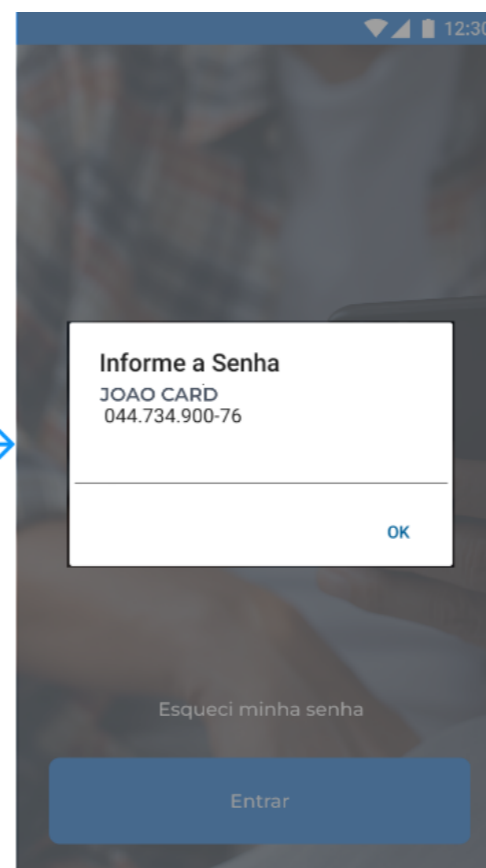 12:30
Informe a Senha
JOAO CARD
044.734.900-76
OK
Esqueci minha senha
Entrar